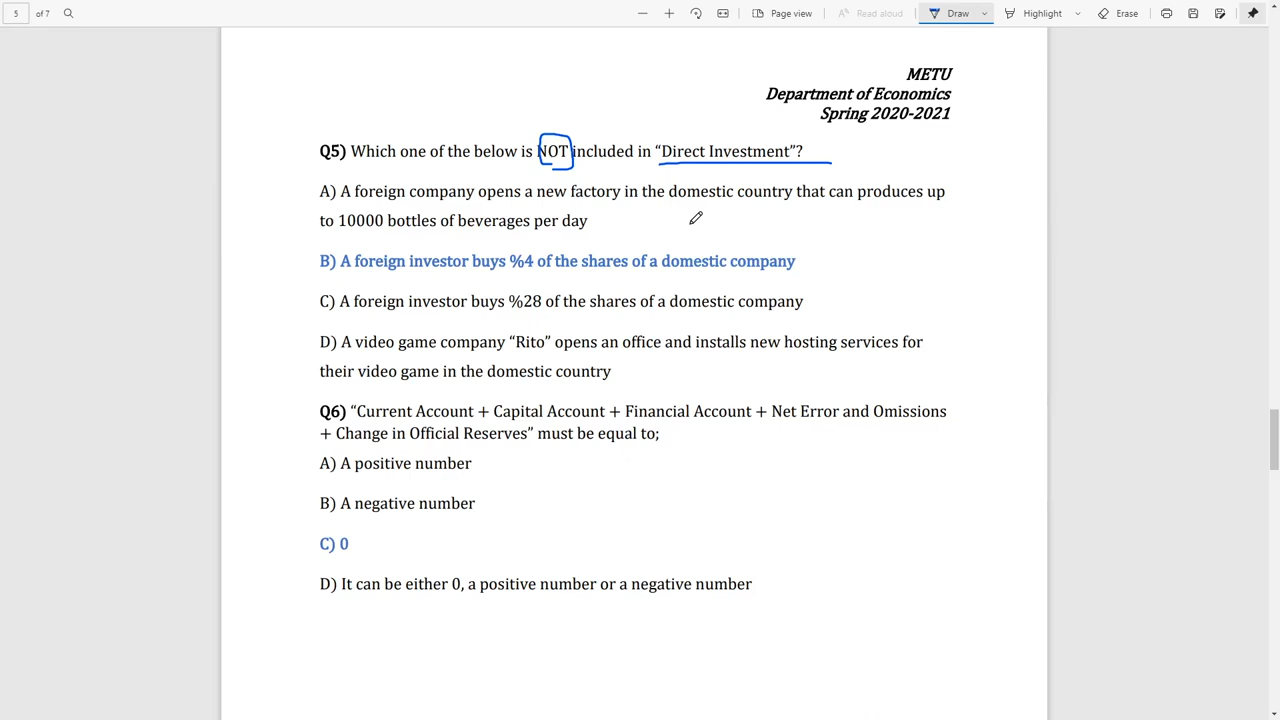 5 of 7 Page view Read aloud Draw Highlight Erase
METU
Department of Economics
Spring 2020-2021
Q5) Which one of the below is NOT included in “Direct Investment”?
A) A foreign company opens a new factory in the domestic country that can produces up
to 10000 bottles of beverages per day
B) A foreign investor buys %4 of the shares of a domestic company
C) A foreign investor buys %28 of the shares of a domestic company
D) A video game company “Rito” opens an office and installs new hosting services for
their video game in the domestic country
Q6) “Current Account + Capital Account + Financial Account + Net Error and Omissions
+ Change in Official Reserves” must be equal to;
A) A positive number
B) A negative number
C) 0
D) It can be either 0, a positive number or a negative number